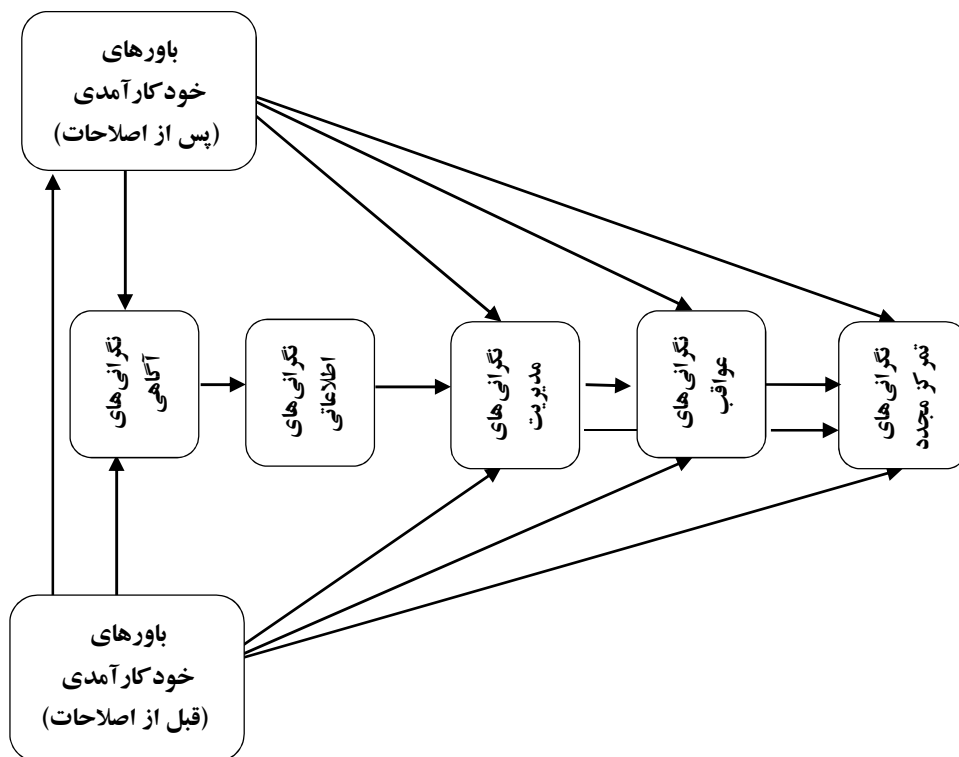 باورهای
خودکارآمدی
(پس از اصلاحات)
نگرانی‌های
آگاهی
نگرانی‌های
اطلاعاتی
نگرانی‌های
مدیریت
نگرانی‌های
عواقب
نگرانی‌های
تمرکز مجدد
باورهای
خودکارآمدی
(قبل از اصلاحات)